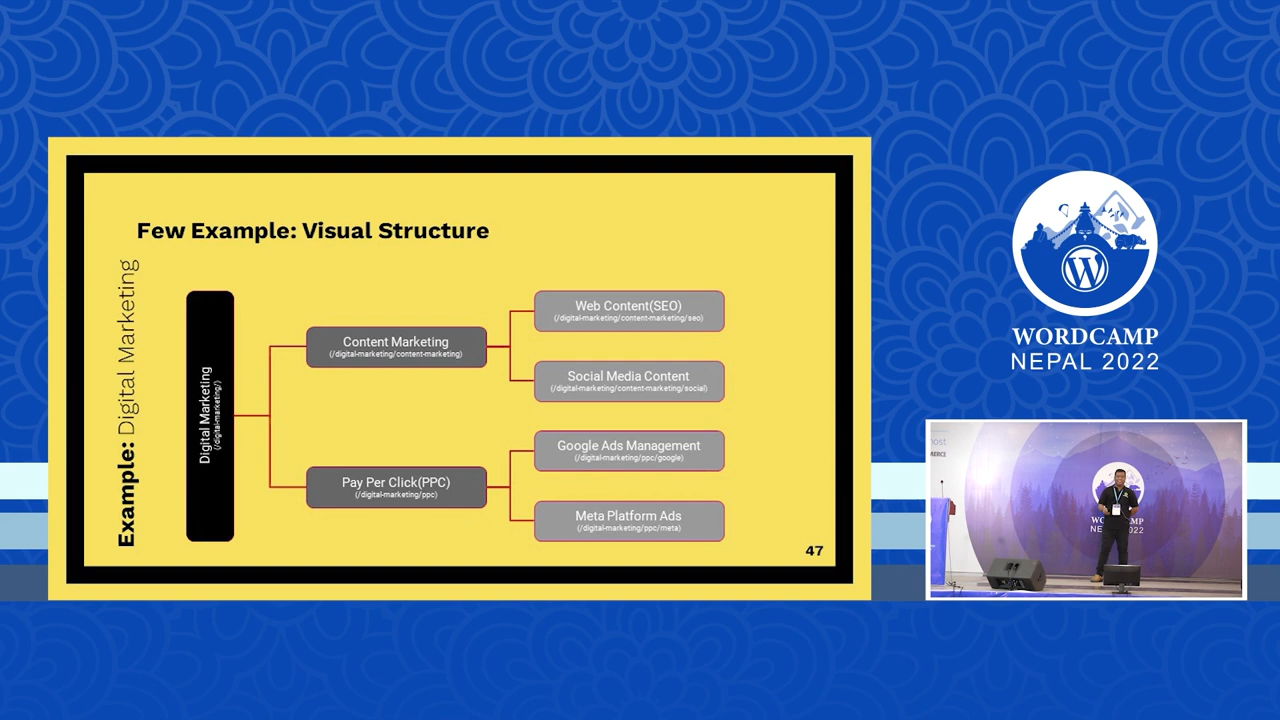 Few Example: Visual Structure
Example: Digital Marketing
Digital Marketing
(/digital-marketing/)
Content Marketing
(/digital-marketing/content-marketing)
Pay Per Click(PPC)
(/digital-marketing/ppc)
Web Content(SEO)
(/digital-marketing/content-marketing/seo)
Social Media Content
(/digital-marketing/content-marketing/social)
Google Ads Management
(/digital-marketing/ppc/google)
Meta Platform Ads
(/digital-marketing/ppc/meta)
47
WORDCAMP
NEPAL 2022